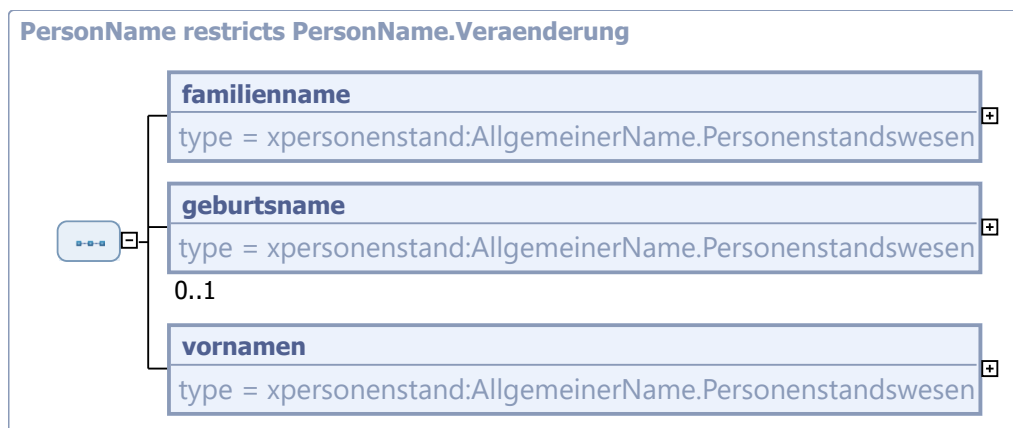 PersonName restricts PersonName.Veraenderung
familienname
type = xpersonenstand:AllgemeinerName.Personenstandswesen
geburtsname
type = xpersonenstand:AllgemeinerName.Personenstandswesen
0..1
vornamen
type = xpersonenstand:AllgemeinerName.Personenstandswesen